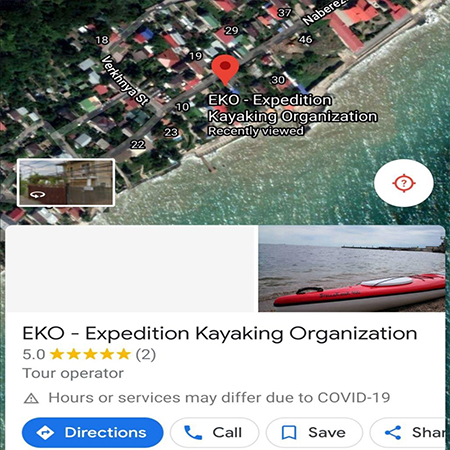 37
Naberez
29
18
46
19
Verkhnya St
30
EKO - Expedition
10
Kayaking Organization
Recently viewed
23
22
?
EKO - Expedition Kayaking Organization
5.0 (2)
Tour operator
Hours or services may differ due to COVID-19
Directions Call Save Shar